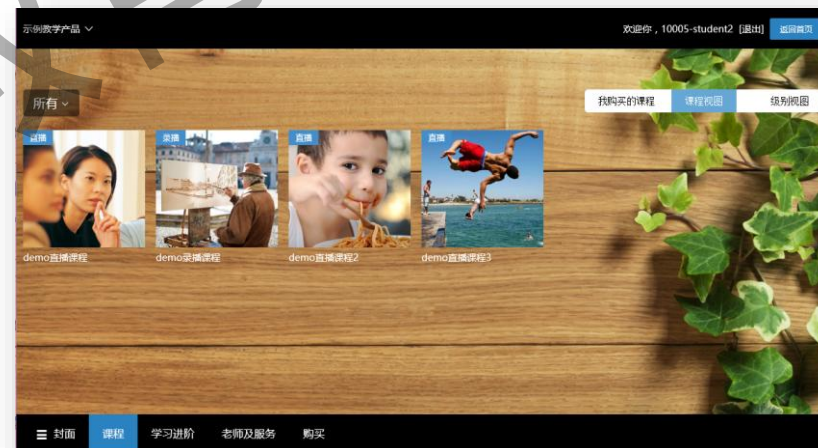 示例教学产品
欢迎你，10005-student2 [退出] 返回首页
所有
我购买的课程 课程视图 级别视图
直播 录播 直播 直播
demo直播课程 demo录播课程 demo直播课程2 demo直播课程3
封面 课程 学习进阶 老师及服务 购买